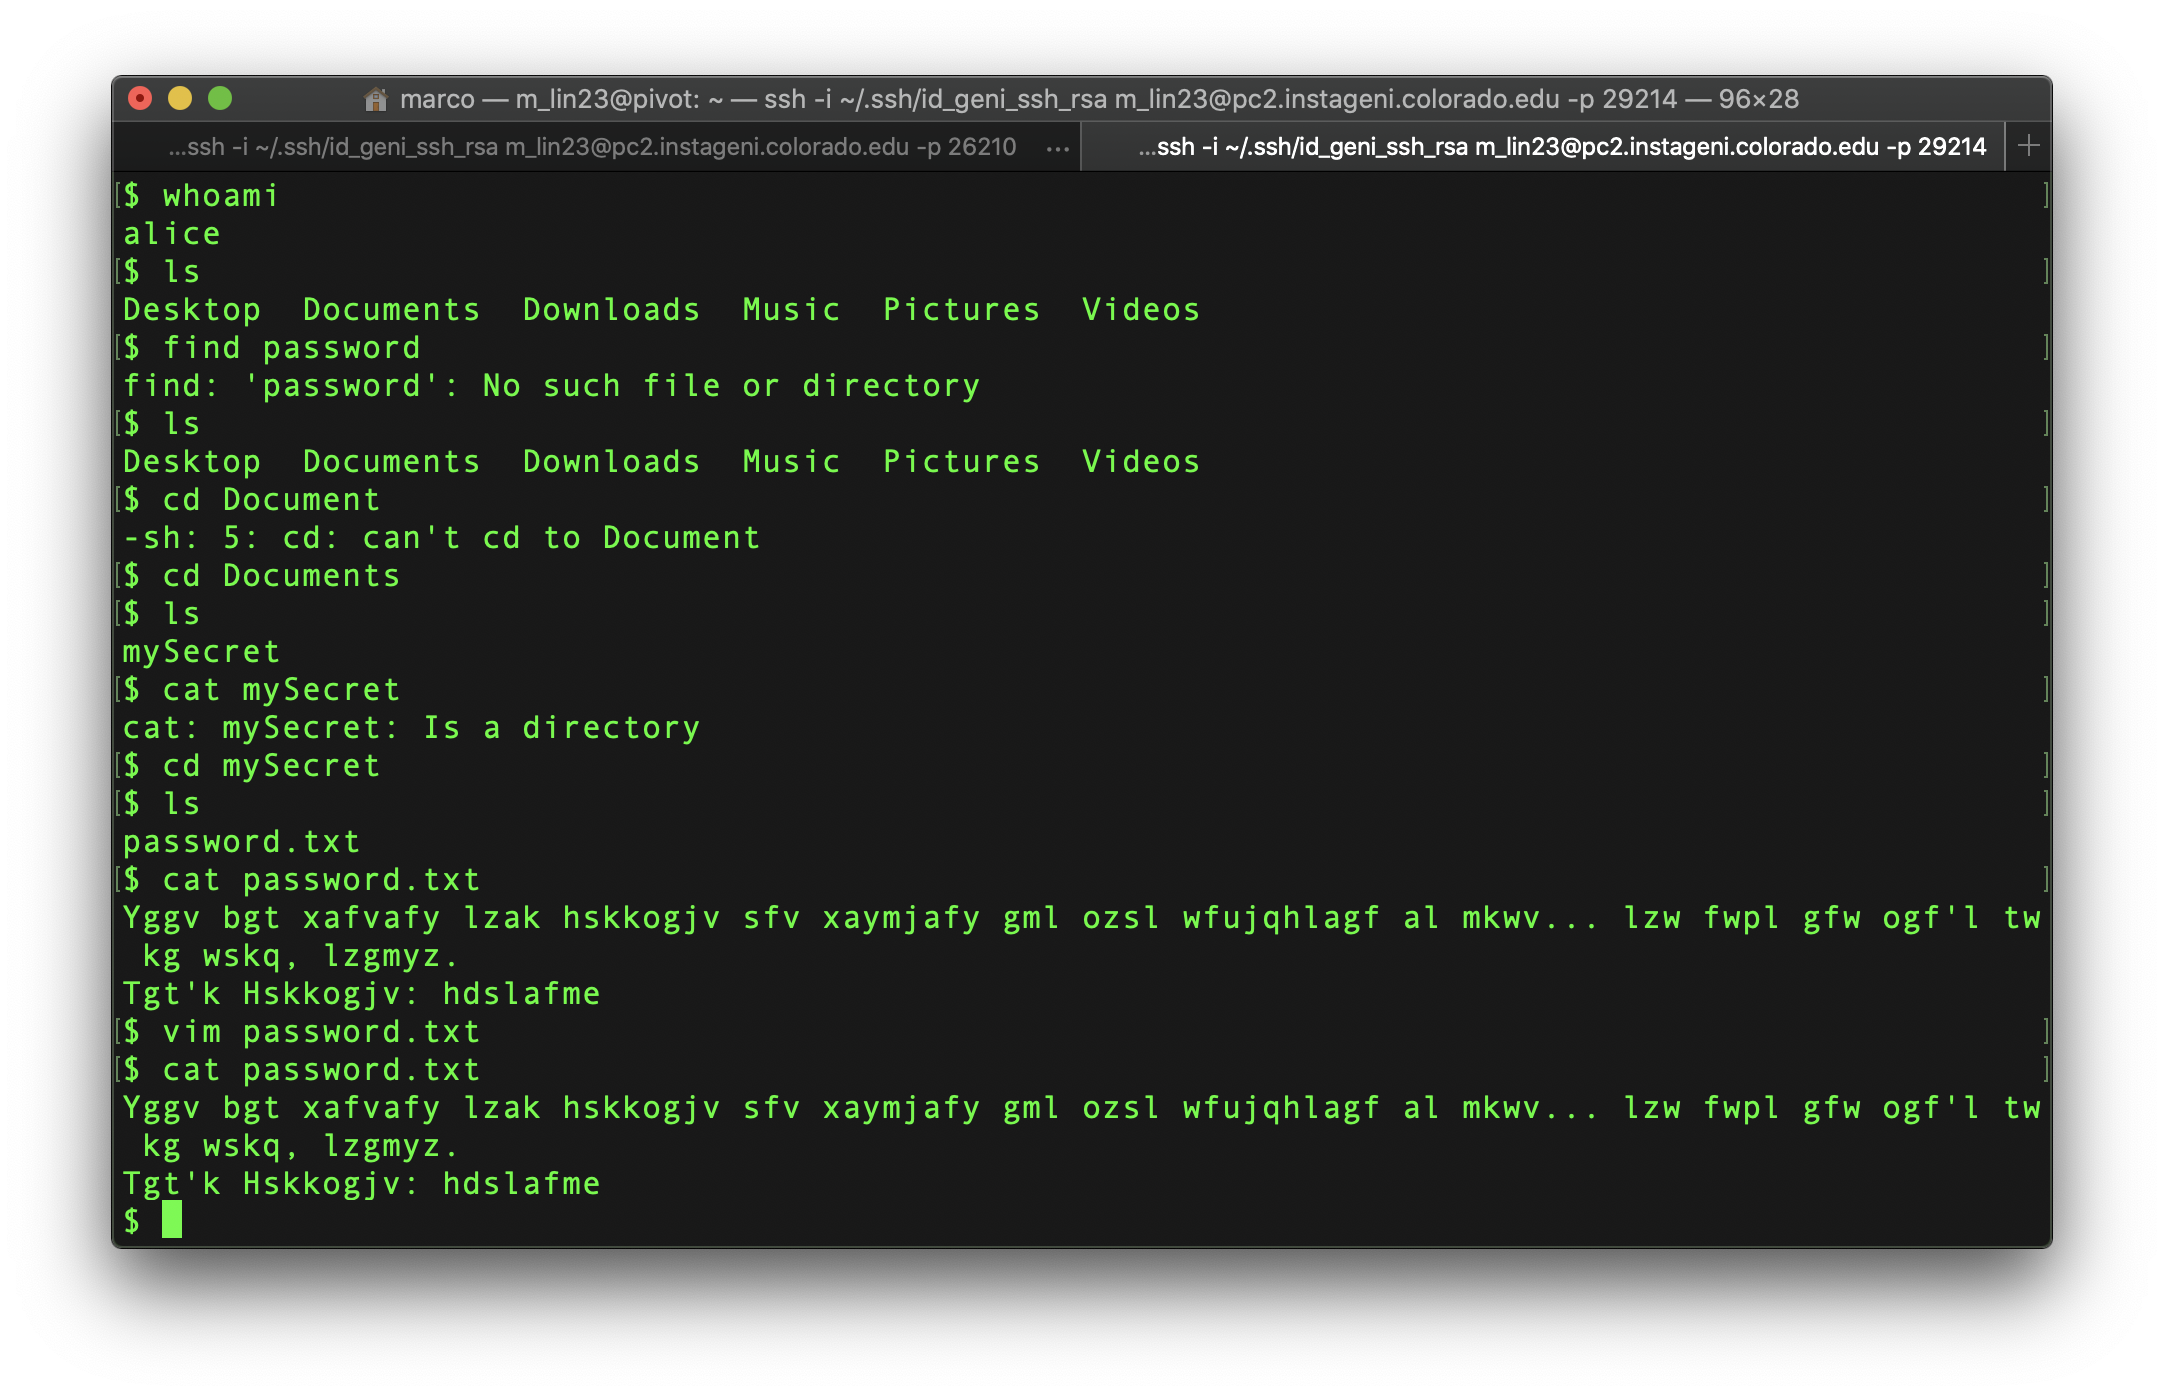 marco — m_lin23@pivot: ~ — ssh -i ~/.ssh/id_geni_ssh_rsa m_lin23@pc2.instageni.colorado.edu -p 29214 — 96×28
...ssh -i ~/.ssh/id_geni_ssh_rsa m_lin23@pc2.instageni.colorado.edu -p 26210 ... ...ssh -i ~/.ssh/id_geni_ssh_rsa m_lin23@pc2.instageni.colorado.edu -p 29214 +
[$ whoami ]
alice
[$ ls ]
Desktop  Documents  Downloads  Music  Pictures  Videos
[$ find password ]
find: 'password': No such file or directory
[$ ls ]
Desktop  Documents  Downloads  Music  Pictures  Videos
[$ cd Document ]
-sh: 5: cd: can't cd to Document
[$ cd Documents ]
[$ ls ]
mySecret
[$ cat mySecret ]
cat: mySecret: Is a directory
[$ cd mySecret ]
[$ ls ]
password.txt
[$ cat password.txt ]
Yggv bgt xafvafy lzak hskkogjv sfv xaymjafy gml ozsl wfujqhlagf al mkwv... lzw fwpl gfw ogf'l tw
 kg wskq, lzgmyz.
Tgt'k Hskkogjv: hdslafme
[$ vim password.txt ]
[$ cat password.txt ]
Yggv bgt xafvafy lzak hskkogjv sfv xaymjafy gml ozsl wfujqhlagf al mkwv... lzw fwpl gfw ogf'l tw
 kg wskq, lzgmyz.
Tgt'k Hskkogjv: hdslafme
$